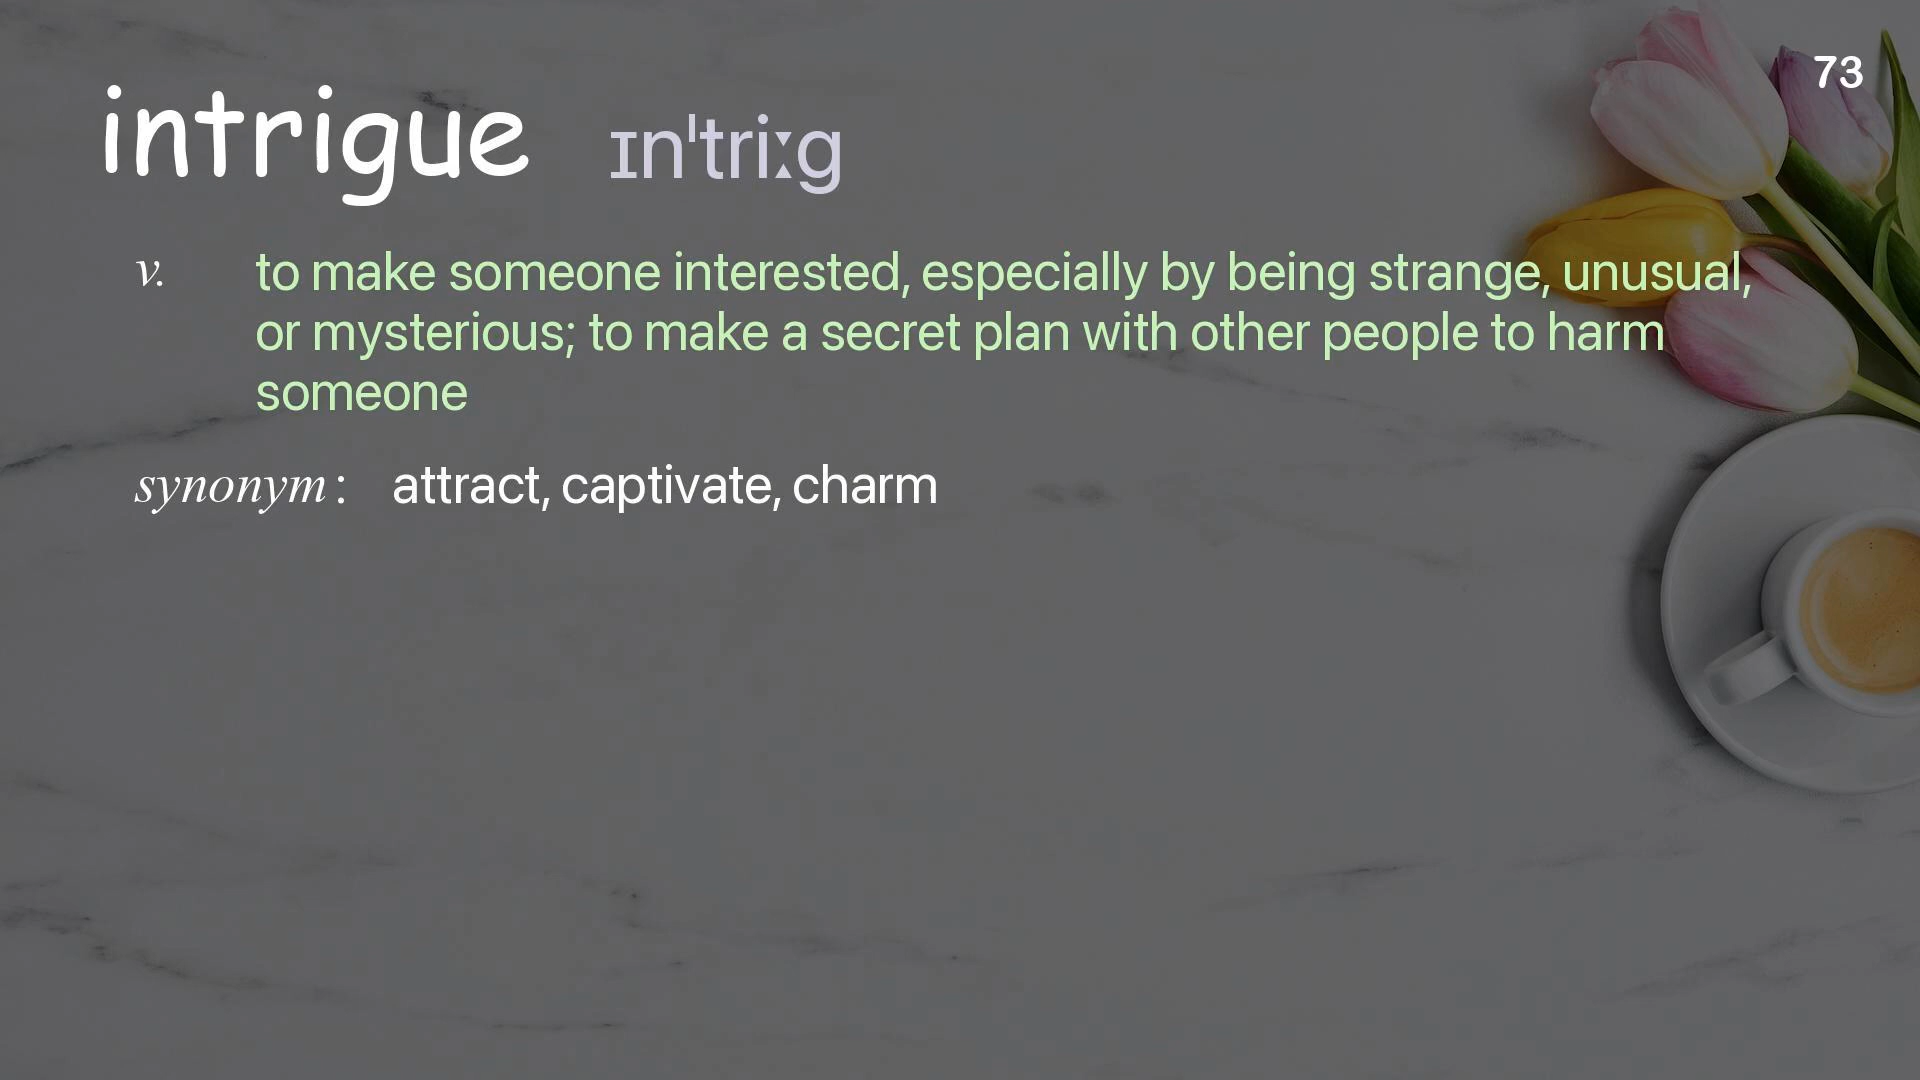 73
intrigue ɪnˈtriːg
v. to make someone interested, especially by being strange, unusual,
or mysterious; to make a secret plan with other people to harm
someone
synonym : attract, captivate, charm